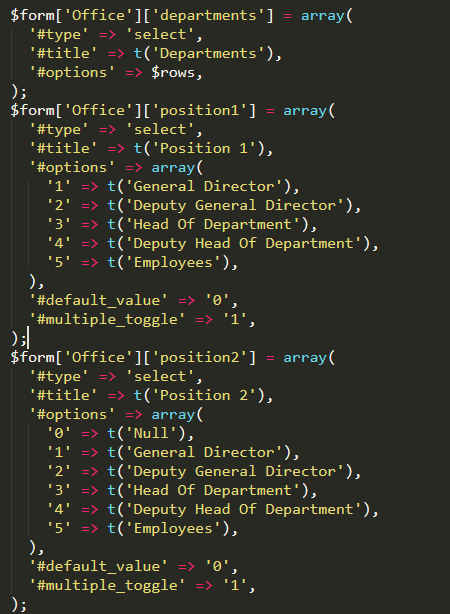 $form['Office']['departments'] = array(
'#type' => 'select',
'#title' => t('Departments'),
'#options' => $rows,
);
$form['Office']['position1'] = array(
'#type' => 'select',
'#title' => t('Position 1'),
'#options' => array(
'1' => t('General Director'),
'2' => t('Deputy General Director'),
'3' => t('Head Of Department'),
'4' => t('Deputy Head Of Department'),
'5' => t('Employees'),
),
'#default_value' => '0',
'#multiple_toggle' => '1',
);
$form['Office']['position2'] = array(
'#type' => 'select',
'#title' => t('Position 2'),
'#options' => array(
'0' => t('Null'),
'1' => t('General Director'),
'2' => t('Deputy General Director'),
'3' => t('Head Of Department'),
'4' => t('Deputy Head Of Department'),
'5' => t('Employees'),
),
'#default_value' => '0',
'#multiple_toggle' => '1',
);